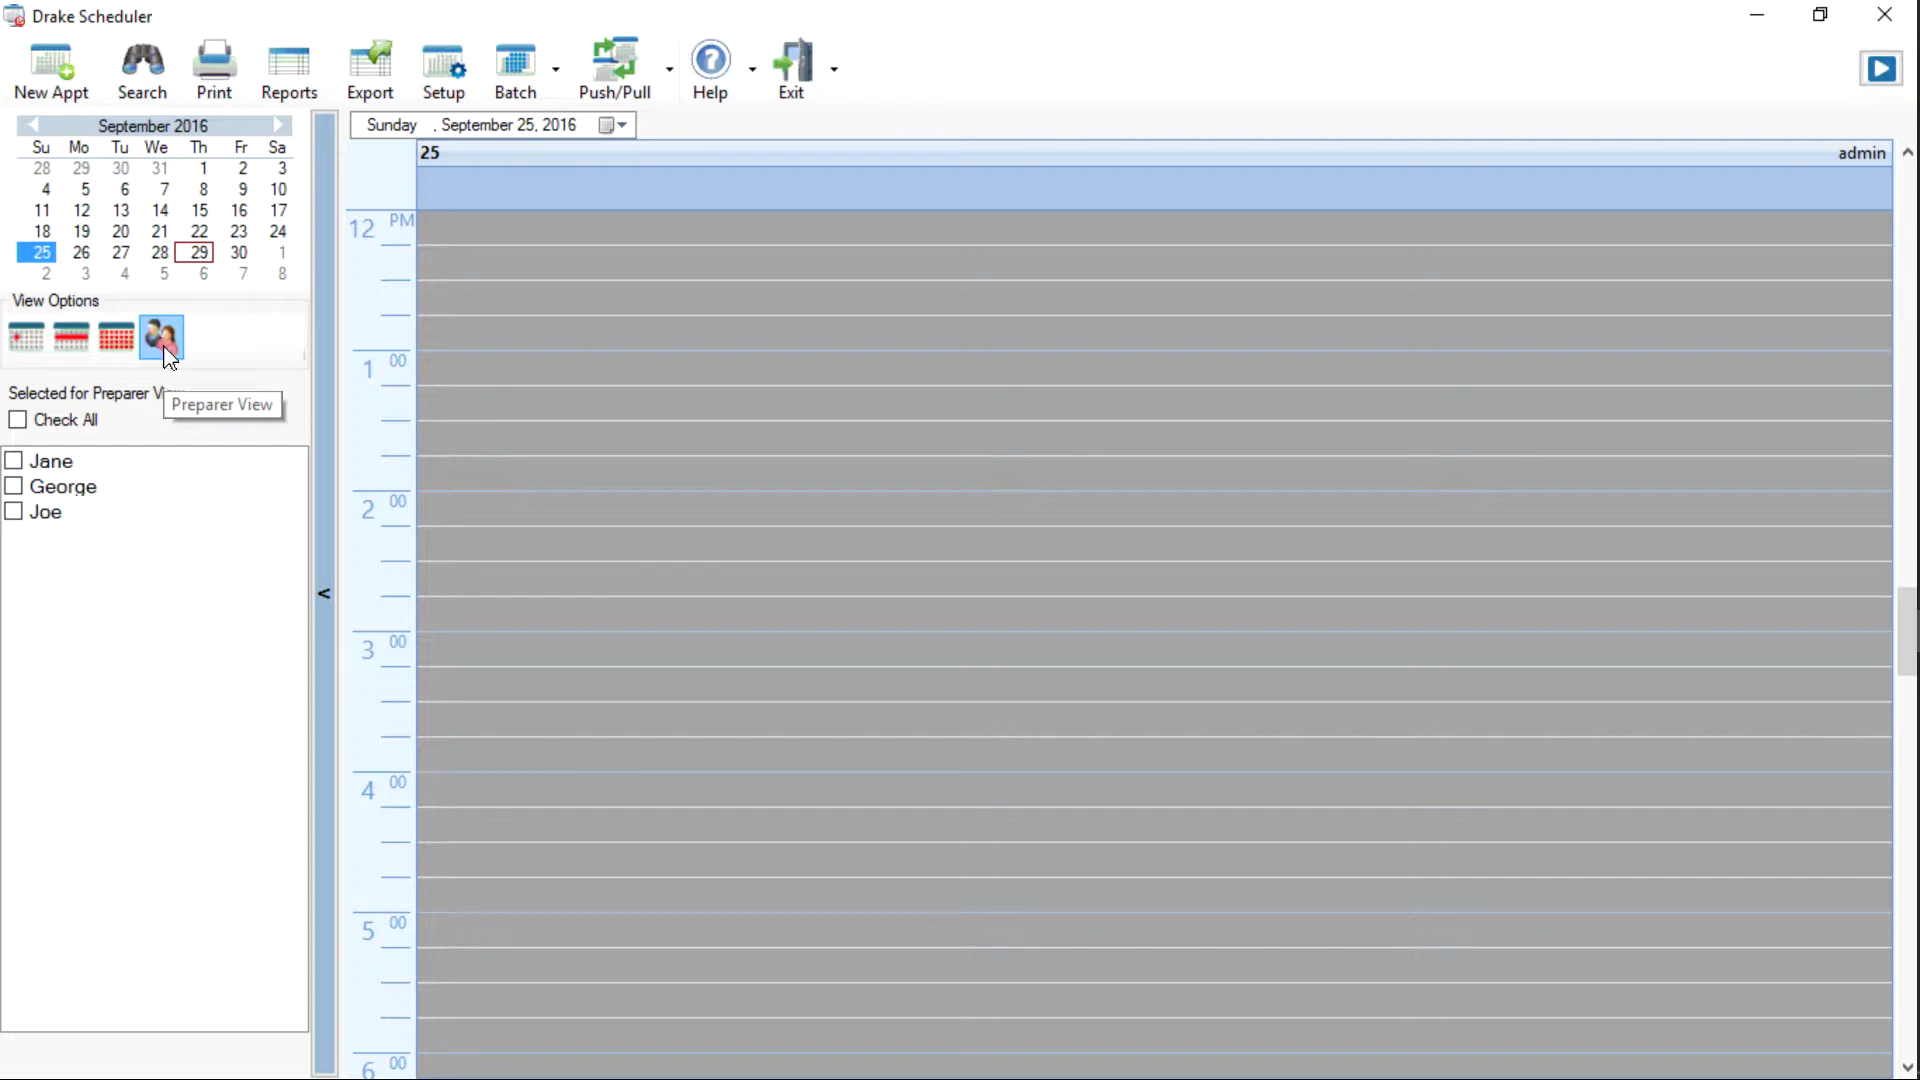 Drake Scheduler
New Appt Search Print Reports Export Setup Batch Push/Pull Help Exit
September 2016
Su Mo Tu We Th Fr Sa
28 29 30 31 1 2 3
4 5 6 7 8 9 10
11 12 13 14 15 16 17
18 19 20 21 22 23 24
25 26 27 28 29 30 1
2 3 4 5 6 7 8
View Options
Selected for Preparer
Preparer View
Check All
Jane
George
Joe
<
Sunday , September 25, 2016
25 admin
12 PM
1 00
2 00
3 00
4 00
5 00
6 00